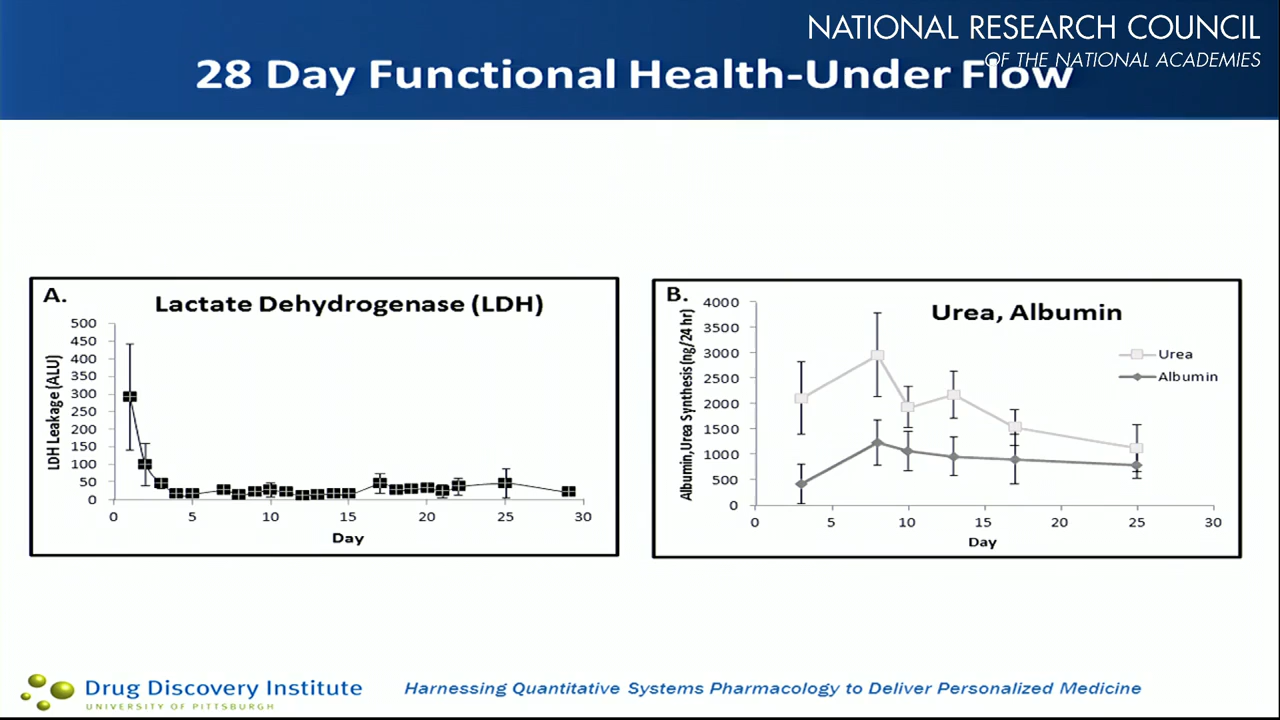 NATIONAL RESEARCH COUNCIL
OF THE NATIONAL ACADEMIES
28 Day Functional Health-Under Flow
A.
Lactate Dehydrogenase (LDH)
LDH Leakage (ALU)
500
450
400
350
300
250
200
150
100
50
0
0 5 10 15 20 25 30
Day
B.
Urea, Albumin
Albumin,Urea Synthesis (ng/24 hr)
4000
3500
3000
2500
2000
1500
1000
500
0
Urea
Albumin
0 5 10 15 20 25 30
Day
Drug Discovery Institute
UNIVERSITY OF PITTSBURGH
Harnessing Quantitative Systems Pharmacology to Deliver Personalized Medicine